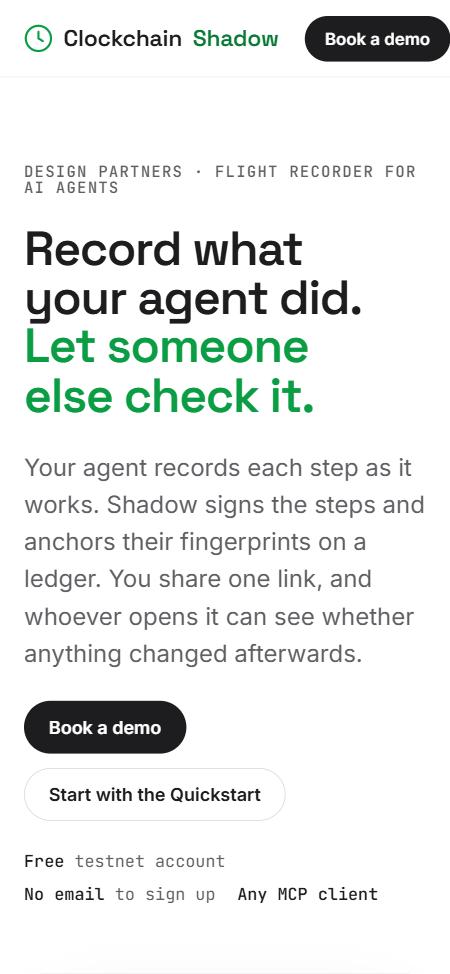 Clockchain Shadow
Book a demo
DESIGN PARTNERS · FLIGHT RECORDER FOR
AI AGENTS
Record what
your agent did.
Let someone
else check it.
Your agent records each step as it
works. Shadow signs the steps and
anchors their fingerprints on a
ledger. You share one link, and
whoever opens it can see whether
anything changed afterwards.
Book a demo
Start with the Quickstart
Free testnet account
No email to sign up Any MCP client